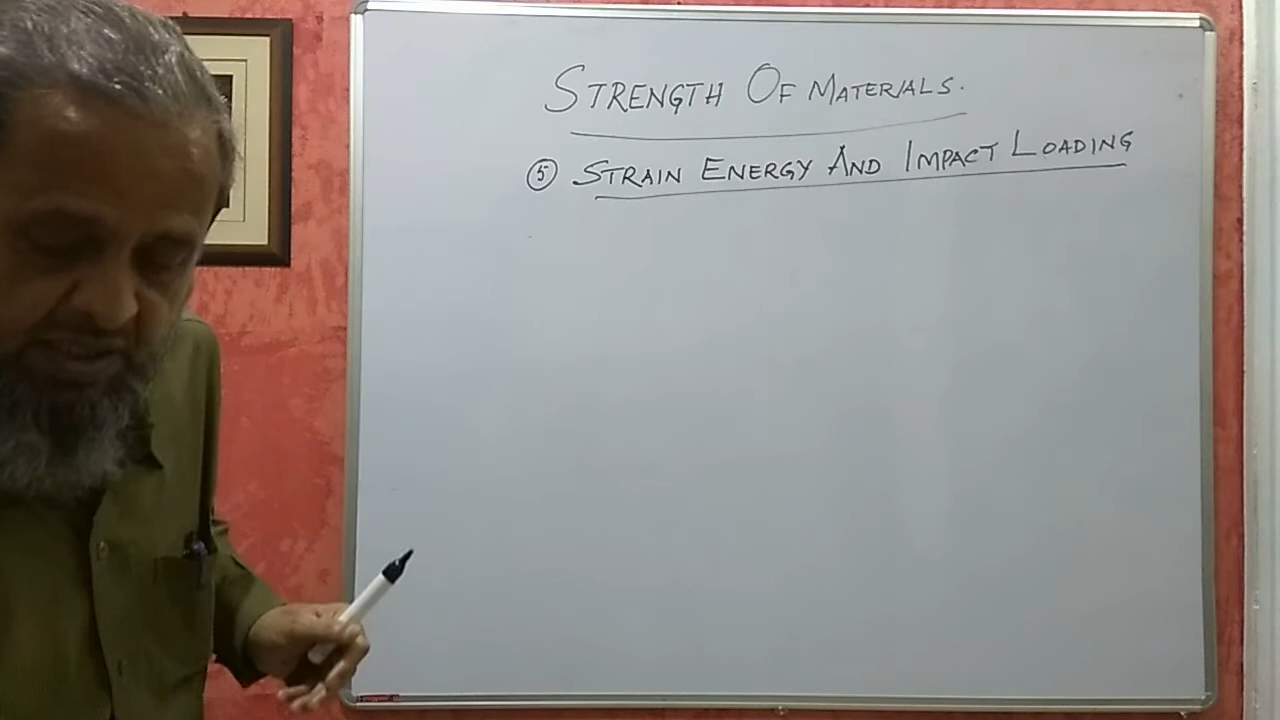 STRENGTH OF MATERIALS.
⑤ STRAIN ENERGY AND IMPACT LOADING